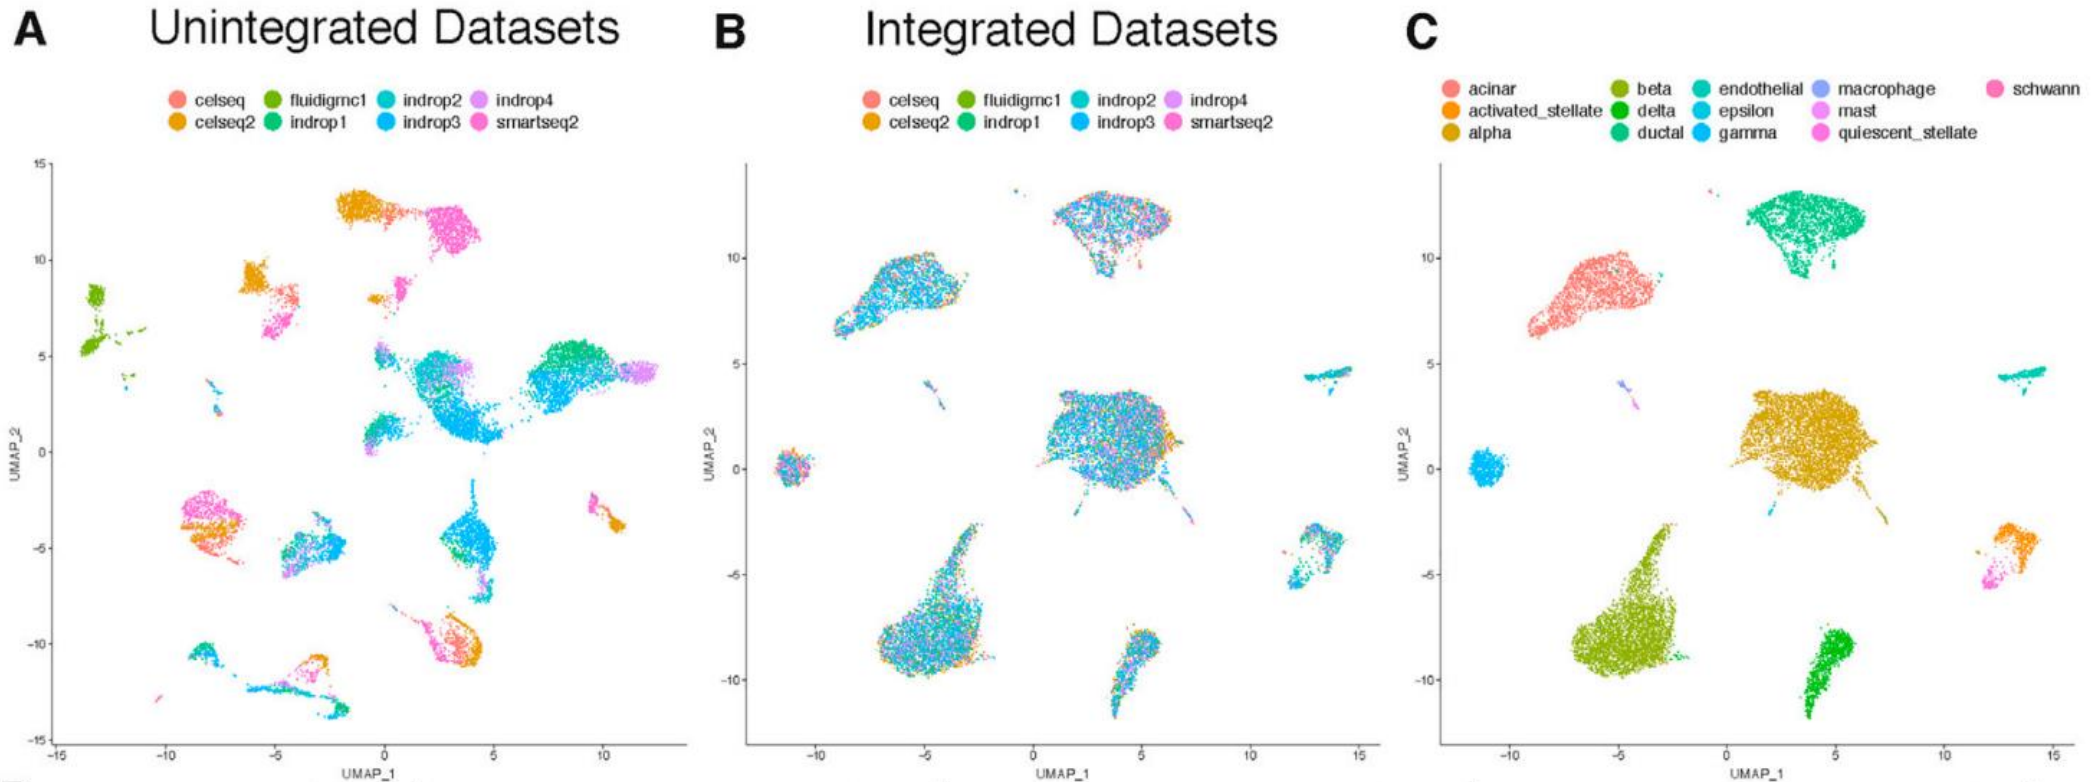 A Unintegrated Datasets
celseq fluidigmc1 indrop2 indrop4
celseq2 indrop1 indrop3 smartseq2
15
10
5
0
−5
−10
−15
UMAP_2
−15 −10 −5 0 5 10
UMAP_1
B Integrated Datasets
celseq fluidigmc1 indrop2 indrop4
celseq2 indrop1 indrop3 smartseq2
10
5
0
−5
−10
UMAP_2
−10 −5 0 5 10 15
UMAP_1
C
acinar beta endothelial macrophage schwann
activated_stellate delta epsilon mast
alpha ductal gamma quiescent_stellate
10
5
0
−5
−10
UMAP_2
−10 −5 0 5 10 15
UMAP_1